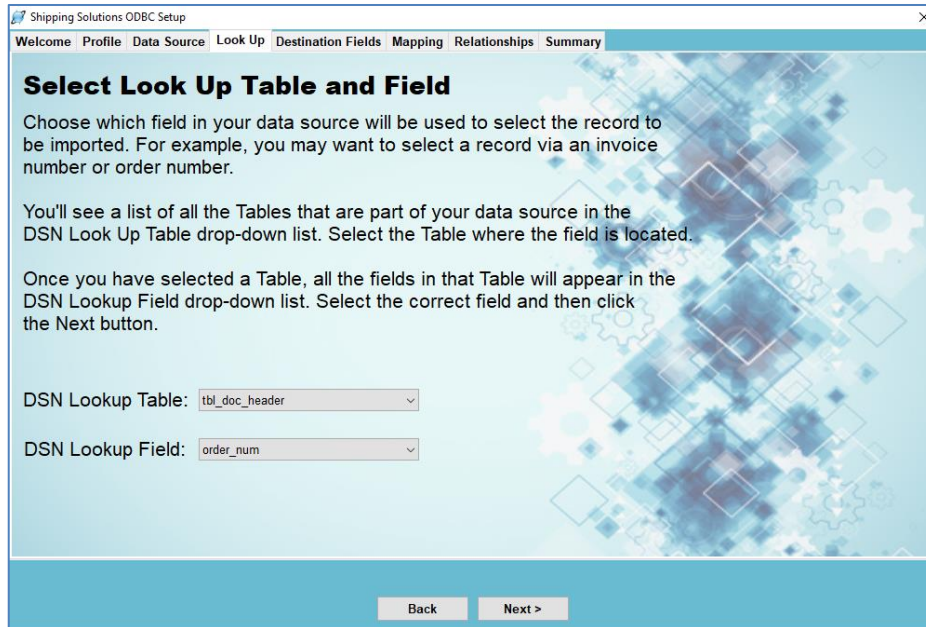 Shipping Solutions ODBC Setup
Welcome Profile Data Source Look Up Destination Fields Mapping Relationships Summary
Select Look Up Table and Field
Choose which field in your data source will be used to select the record to
be imported. For example, you may want to select a record via an invoice
number or order number.
You'll see a list of all the Tables that are part of your data source in the
DSN Look Up Table drop-down list. Select the Table where the field is located.
Once you have selected a Table, all the fields in that Table will appear in the
DSN Lookup Field drop-down list. Select the correct field and then click
the Next button.
DSN Lookup Table: tbl_doc_header
DSN Lookup Field: order_num
Back Next >